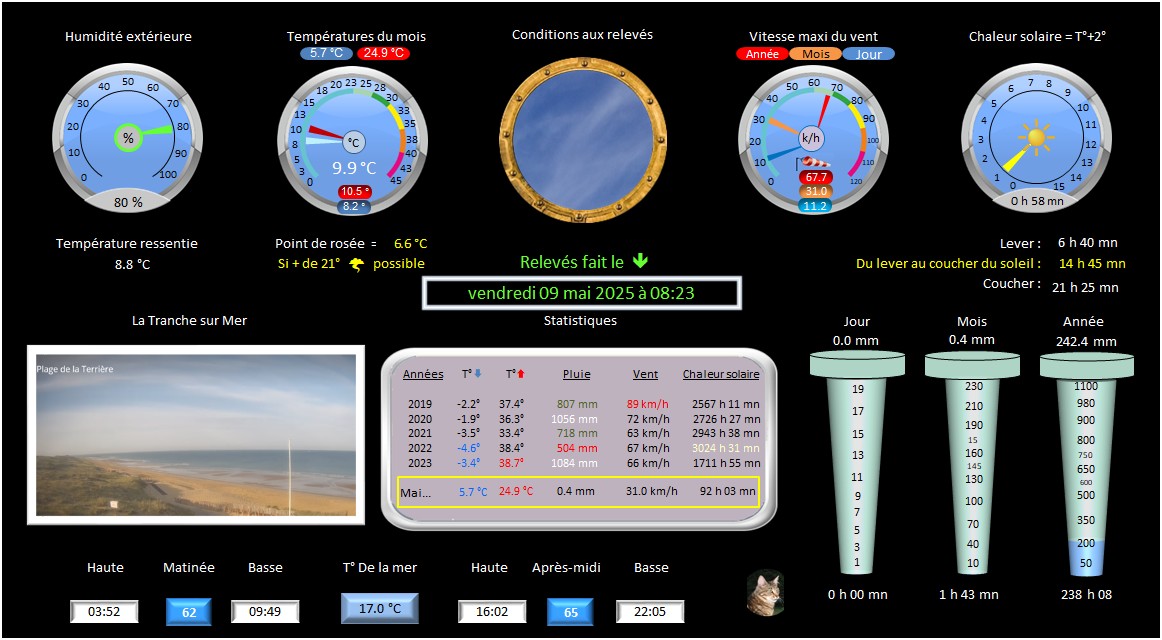 Humidité extérieure
Températures du mois
Conditions aux relevés
Vitesse maxi du vent
Chaleur solaire = T°+2°
5.7 °C 24.9 °C
Année Mois Jour
0 10 20 30 40 50 60 70 80 90 100
%
80 %
0 3 5 8 10 13 15 18 20 23 25 28 30 33 35 38 40 43 45
°C
9.9 °C
10.5 °
8.2 °
0 10 20 30 40 50 60 70 80 90 100 110 120
k/h
67.7
31.0
11.2
0 1 2 3 4 5 6 7 8 9 10 11 12 13 14 15
0 h 58 mn
Température ressentie
8.8 °C
Point de rosée = 6.6 °C
Si + de 21° possible
Relevés fait le
vendredi 09 mai 2025 à 08:23
Lever : 6 h 40 mn
Du lever au coucher du soleil : 14 h 45 mn
Coucher : 21 h 25 mn
La Tranche sur Mer
Plage de la Terrière
Statistiques
Années T° T° Pluie Vent Chaleur solaire
2019 -2.2° 37.4° 807 mm 89 km/h 2567 h 11 mn
2020 -1.9° 36.3° 1056 mm 72 km/h 2726 h 27 mn
2021 -3.5° 33.4° 718 mm 63 km/h 2943 h 38 mn
2022 -4.6° 38.4° 504 mm 67 km/h 3024 h 31 mn
2023 -3.4° 38.7° 1084 mm 66 km/h 1711 h 55 mn
Mai... 5.7 °C 24.9 °C 0.4 mm 31.0 km/h 92 h 03 mn
Jour
0.0 mm
19
17
15
13
11
9
7
5
3
1
0 h 00 mn
Mois
0.4 mm
230
210
190
15
160
145
130
100
70
40
10
1 h 43 mn
Année
242.4 mm
1100
980
900
800
750
650
600
500
350
200
50
238 h 08
Haute Matinée Basse
03:52 62 09:49
T° De la mer
17.0 °C
Haute Après-midi Basse
16:02 65 22:05